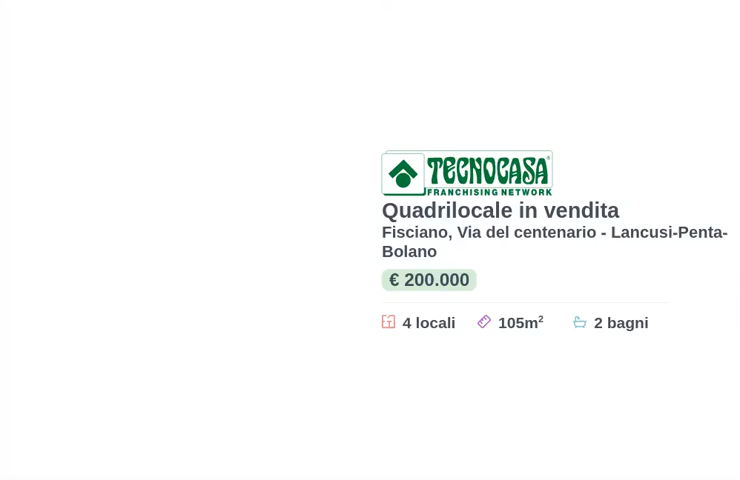 TECNOCASA®
FRANCHISING NETWORK
Quadrilocale in vendita
Fisciano, Via del centenario - Lancusi-Penta-
Bolano
€ 200.000
4 locali 105m² 2 bagni